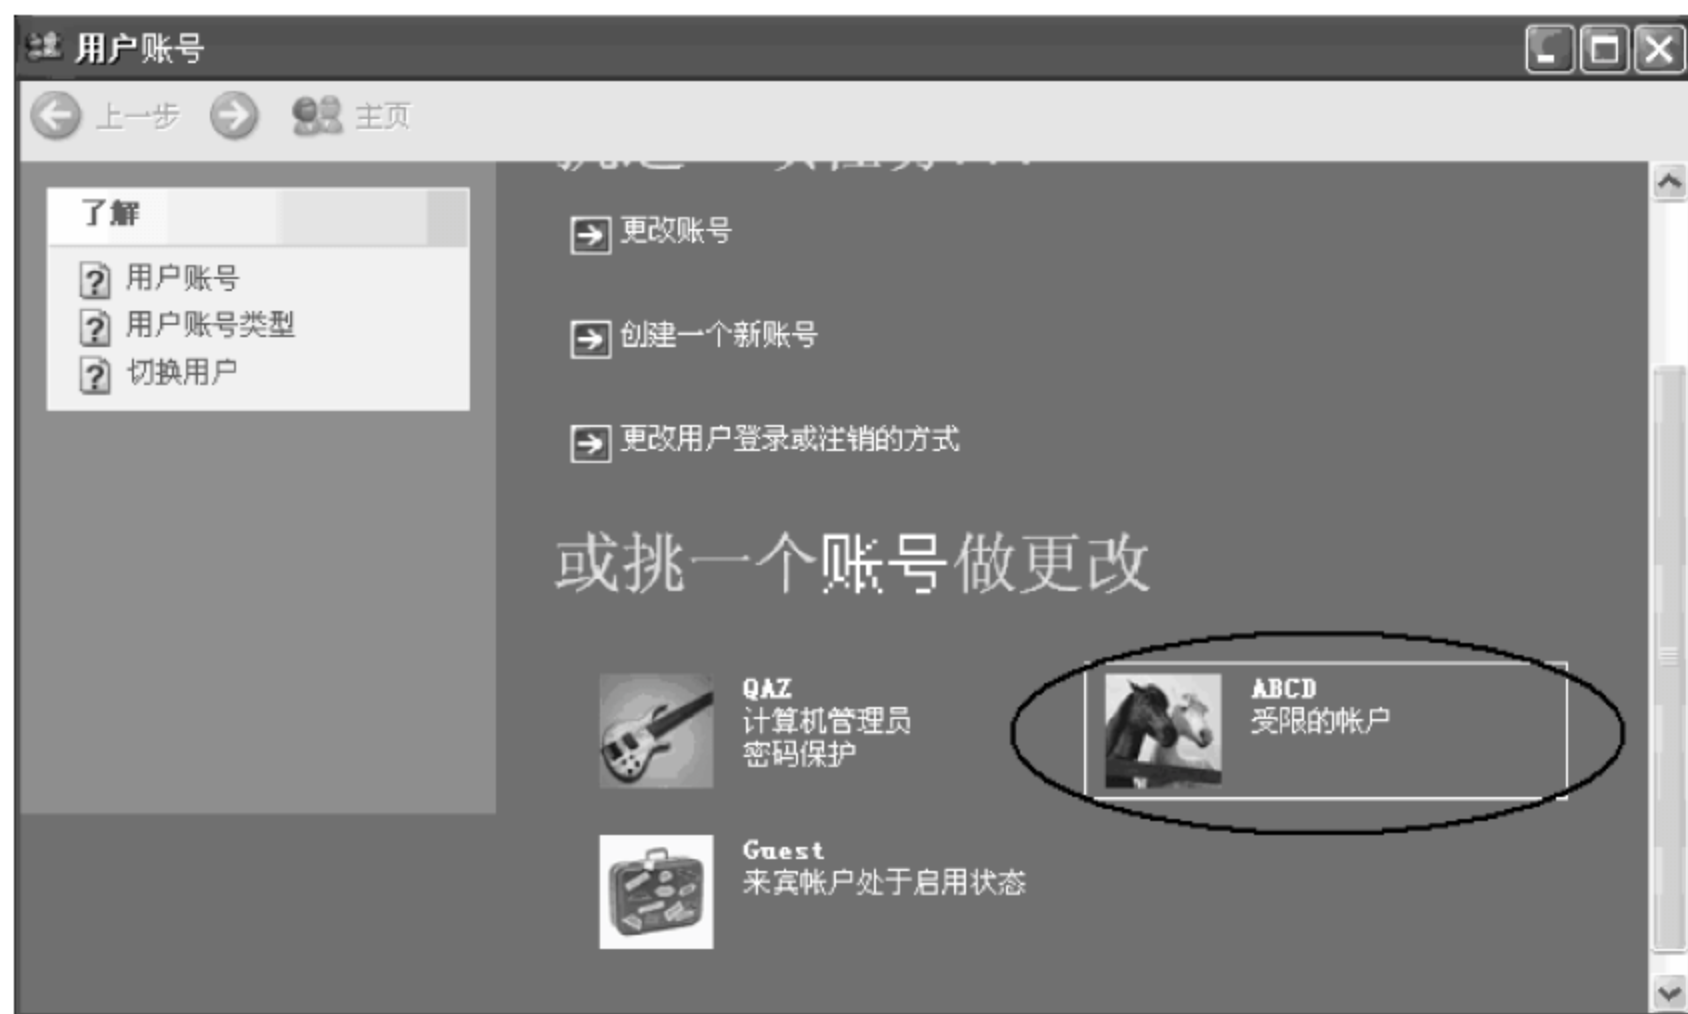 用户账号
上一步 主页
了解
用户账号
用户账号类型
切换用户
更改账号
创建一个新账号
更改用户登录或注销的方式
或挑一个账号做更改
QAZ
计算机管理员
密码保护
ABCD
受限的帐户
Guest
来宾帐户处于启用状态